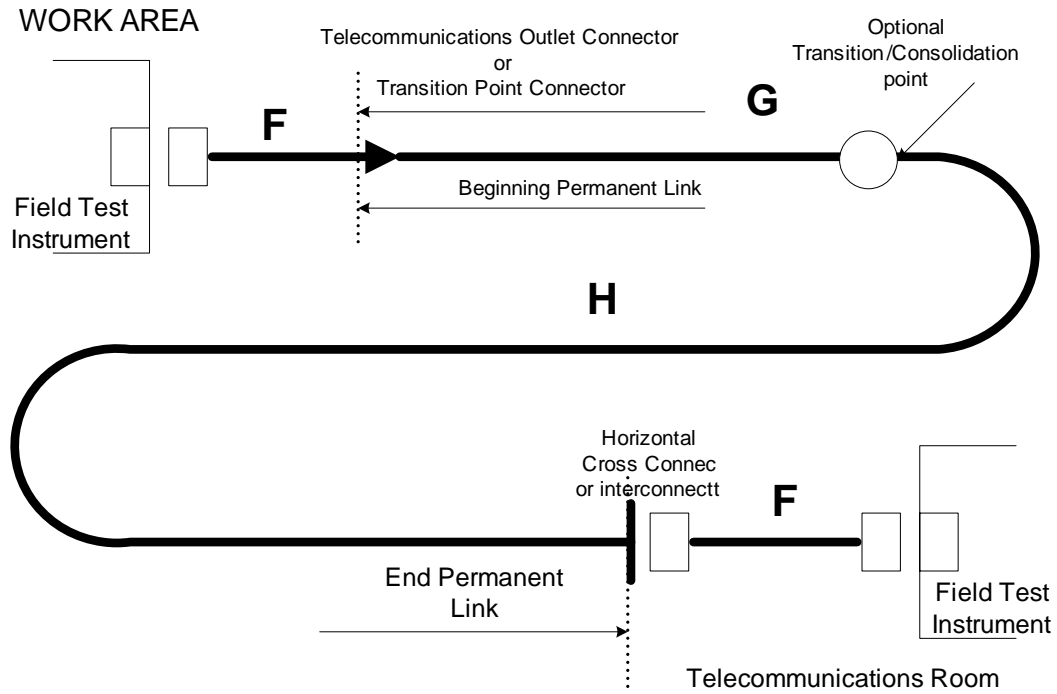 WORK AREA
Telecommunications Outlet Connector
or
Transition Point Connector
Optional
Transition/Consolidation
point
F
G
Beginning Permanent Link
Field Test
Instrument
H
Horizontal
Cross Connec
or interconnectt
F
End Permanent
Link
Field Test
Instrument
Telecommunications Room